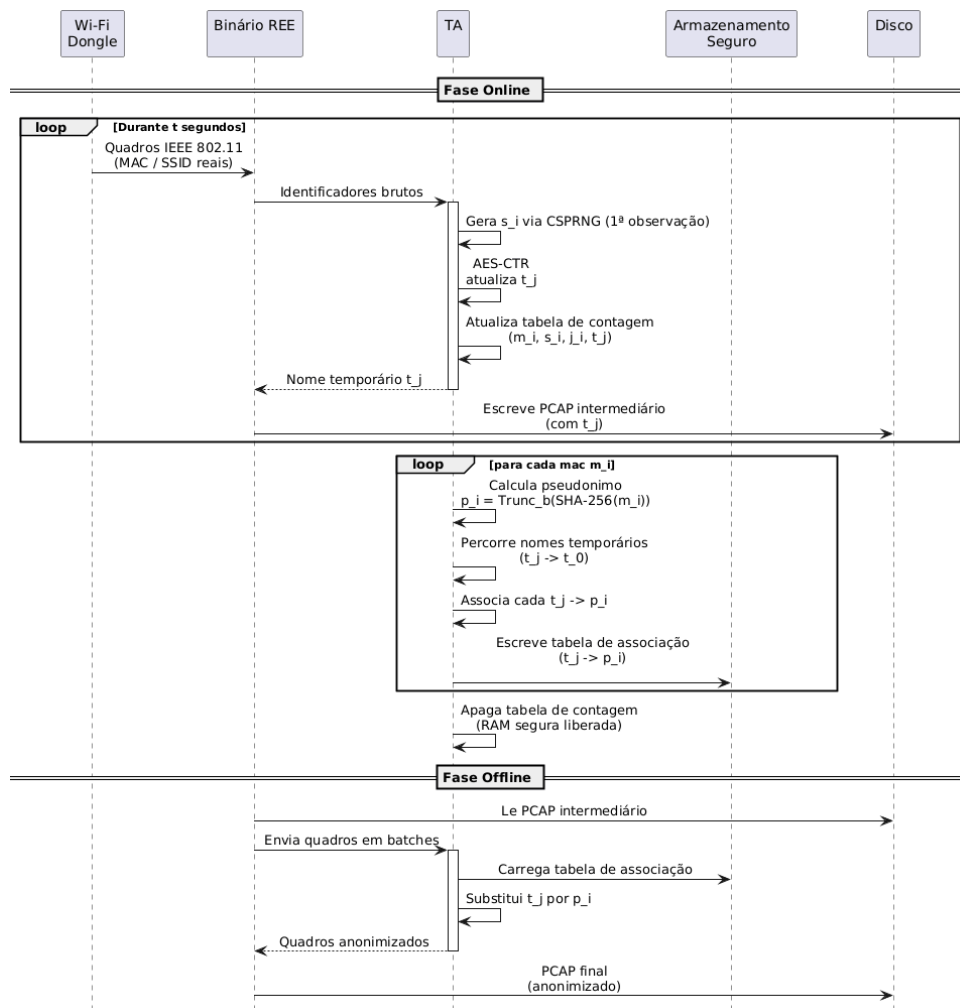 Wi-Fi
Dongle
Binário REE
TA
Armazenamento
Seguro
Disco
Fase Online
loop [Durante t segundos]
Quadros IEEE 802.11
(MAC / SSID reais)
Identificadores brutos
Gera s_i via CSPRNG (1ª observação)
AES-CTR
atualiza t_j
Atualiza tabela de contagem
(m_i, s_i, j_i, t_j)
Nome temporário t_j
Escreve PCAP intermediário
(com t_j)
loop [para cada mac m_i]
Calcula pseudonimo
p_i = Trunc_b(SHA-256(m_i))
Percorre nomes temporários
(t_j -> t_0)
Associa cada t_j -> p_i
Escreve tabela de associação
(t_j -> p_i)
Apaga tabela de contagem
(RAM segura liberada)
Fase Offline
Le PCAP intermediário
Envia quadros em batches
Carrega tabela de associação
Substitui t_j por p_i
Quadros anonimizados
PCAP final
(anonimizado)